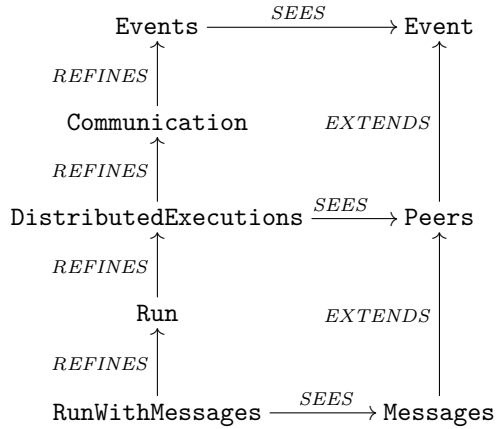 Events SEES Event
REFINES
Communication EXTENDS
REFINES
DistributedExecutions SEES Peers
REFINES
Run EXTENDS
REFINES
RunWithMessages SEES Messages